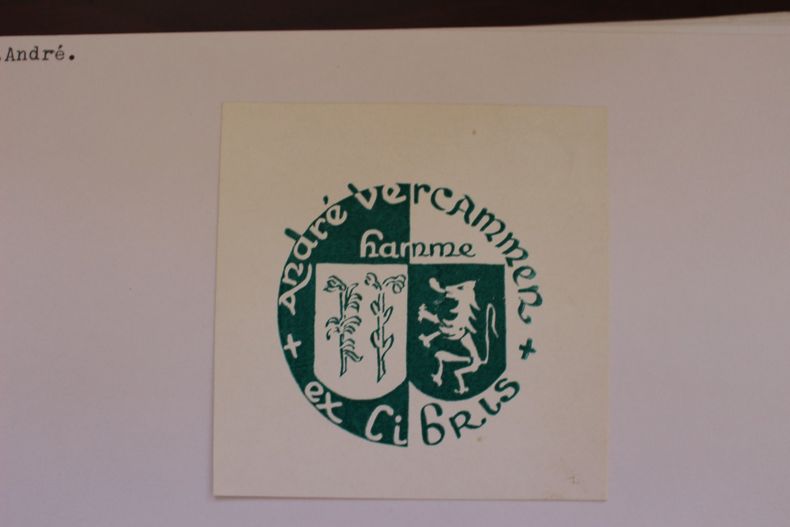 .André.
André Vercammen
hamme
ex Libris